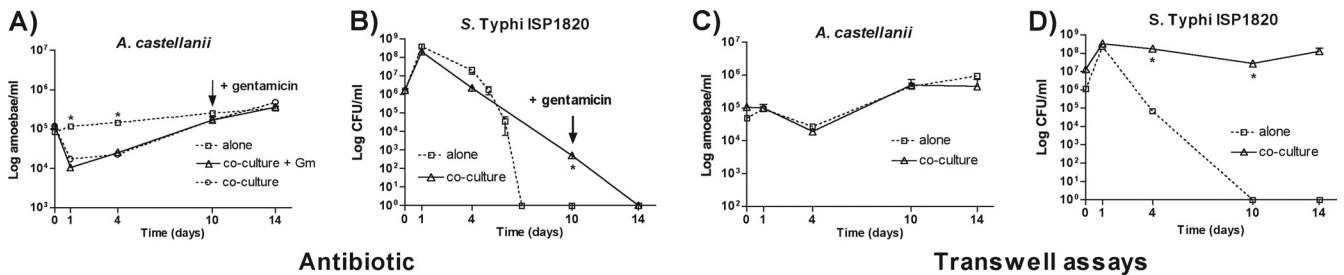 A)
A. castellanii
Log amoebae/ml
10⁷
10⁶
10⁵
10⁴
10³
+ gentamicin
* *
alone
co-culture + Gm
co-culture
0 1 4 10 14
Time (days)
B)
S. Typhi ISP1820
Log CFU/ml
10⁹
10⁸
10⁷
10⁶
10⁵
10⁴
10³
10²
10¹
10⁰
+ gentamicin
*
alone
co-culture
0 1 4 10 14
Time (days)
Antibiotic
C)
A. castellanii
Log amoebae/ml
10⁷
10⁶
10⁵
10⁴
10³
10²
alone
co-culture
0 1 4 10 14
Time (days)
D)
S. Typhi ISP1820
Log CFU/ml
10⁹
10⁸
10⁷
10⁶
10⁵
10⁴
10³
10²
10¹
10⁰
* *
alone
co-culture
0 1 4 10 14
Time (days)
Transwell assays